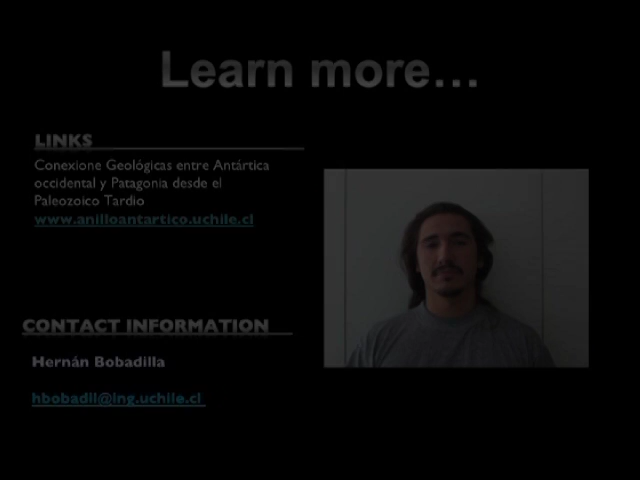 Learn more...
LINKS
Conexione Geológicas entre Antártica
occidental y Patagonia desde el
Paleozoico Tardio
www.anilloantartico.uchile.cl
CONTACT INFORMATION
Hernán Bobadilla
hbobadil@ing.uchile.cl